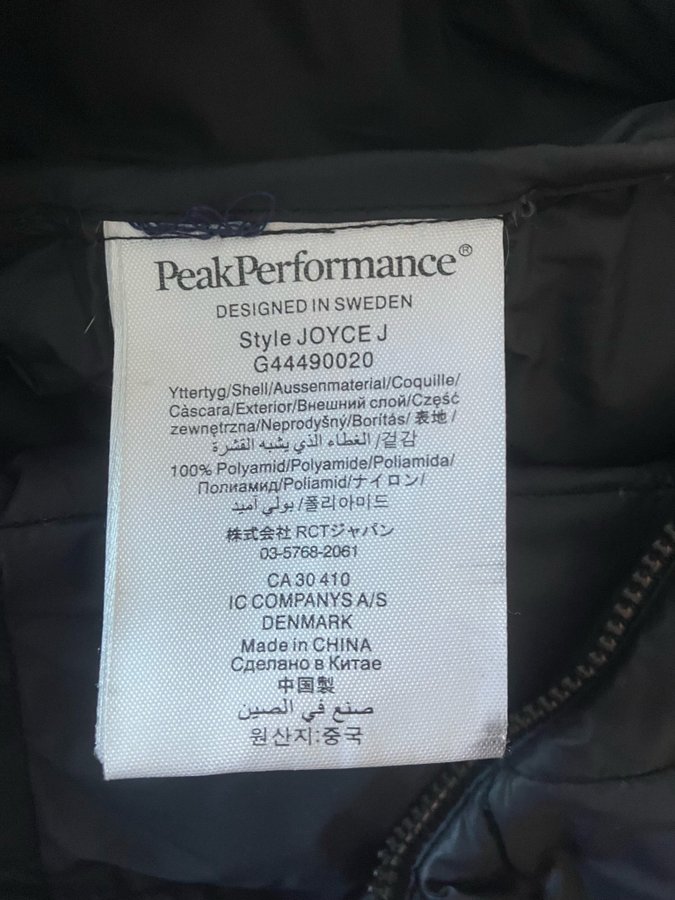 PeakPerformance®
DESIGNED IN SWEDEN
Style JOYCE J
G44490020
Yttertyg/Shell/Aussenmaterial/Coquille/
Càscara/Exterior/Внешний слой/Część
zewnętrzna/Neprodyšný/Borítás/表地/
الغطاء الذي يشبه القشرة/겉감
100% Polyamid/Polyamide/Poliamida/
Полиамид/Poliamid/ナイロン/
بولي آميد/폴리아미드
株式会社 RCTジャパン
03-5768-2061
CA 30 410
IC COMPANYS A/S
DENMARK
Made in CHINA
Сделано в Китае
中国製
صنع في الصين
원산지:중국